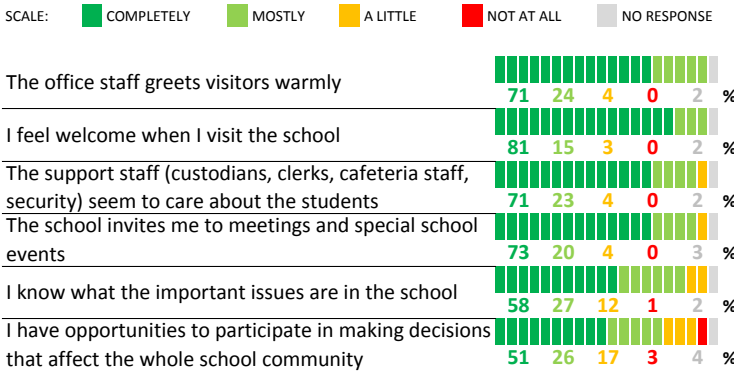 SCALE: COMPLETELY MOSTLY A LITTLE NOT AT ALL NO RESPONSE
The office staff greets visitors warmly
71 24 4 0 2 %
I feel welcome when I visit the school
81 15 3 0 2 %
The support staff (custodians, clerks, cafeteria staff,
security) seem to care about the students
71 23 4 0 2 %
The school invites me to meetings and special school
events
73 20 4 0 3 %
I know what the important issues are in the school
58 27 12 1 2 %
I have opportunities to participate in making decisions
that affect the whole school community
51 26 17 3 4 %